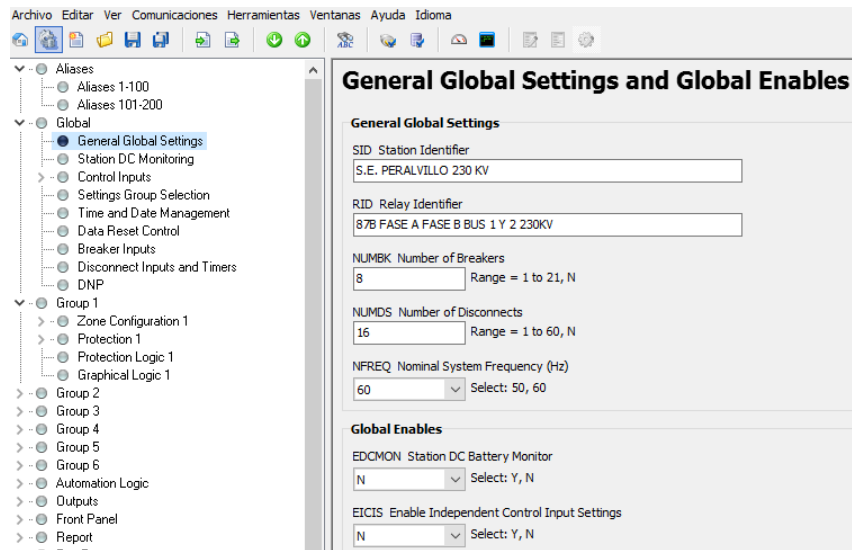 Archivo Editar Ver Comunicaciones Herramientas Ventanas Ayuda Idioma
ABC
Aliases
Aliases 1-100
Aliases 101-200
Global
General Global Settings
Station DC Monitoring
Control Inputs
Settings Group Selection
Time and Date Management
Data Reset Control
Breaker Inputs
Disconnect Inputs and Timers
DNP
Group 1
Zone Configuration 1
Protection 1
Protection Logic 1
Graphical Logic 1
Group 2
Group 3
Group 4
Group 5
Group 6
Automation Logic
Outputs
Front Panel
Report
General Global Settings and Global Enables
General Global Settings
SID Station Identifier
S.E. PERALVILLO 230 KV
RID Relay Identifier
87B FASE A FASE B BUS 1 Y 2 230KV
NUMBK Number of Breakers
8 Range = 1 to 21, N
NUMDS Number of Disconnects
16 Range = 1 to 60, N
NFREQ Nominal System Frequency (Hz)
60 Select: 50, 60
Global Enables
EDCMON Station DC Battery Monitor
N Select: Y, N
EICIS Enable Independent Control Input Settings
N Select: Y, N